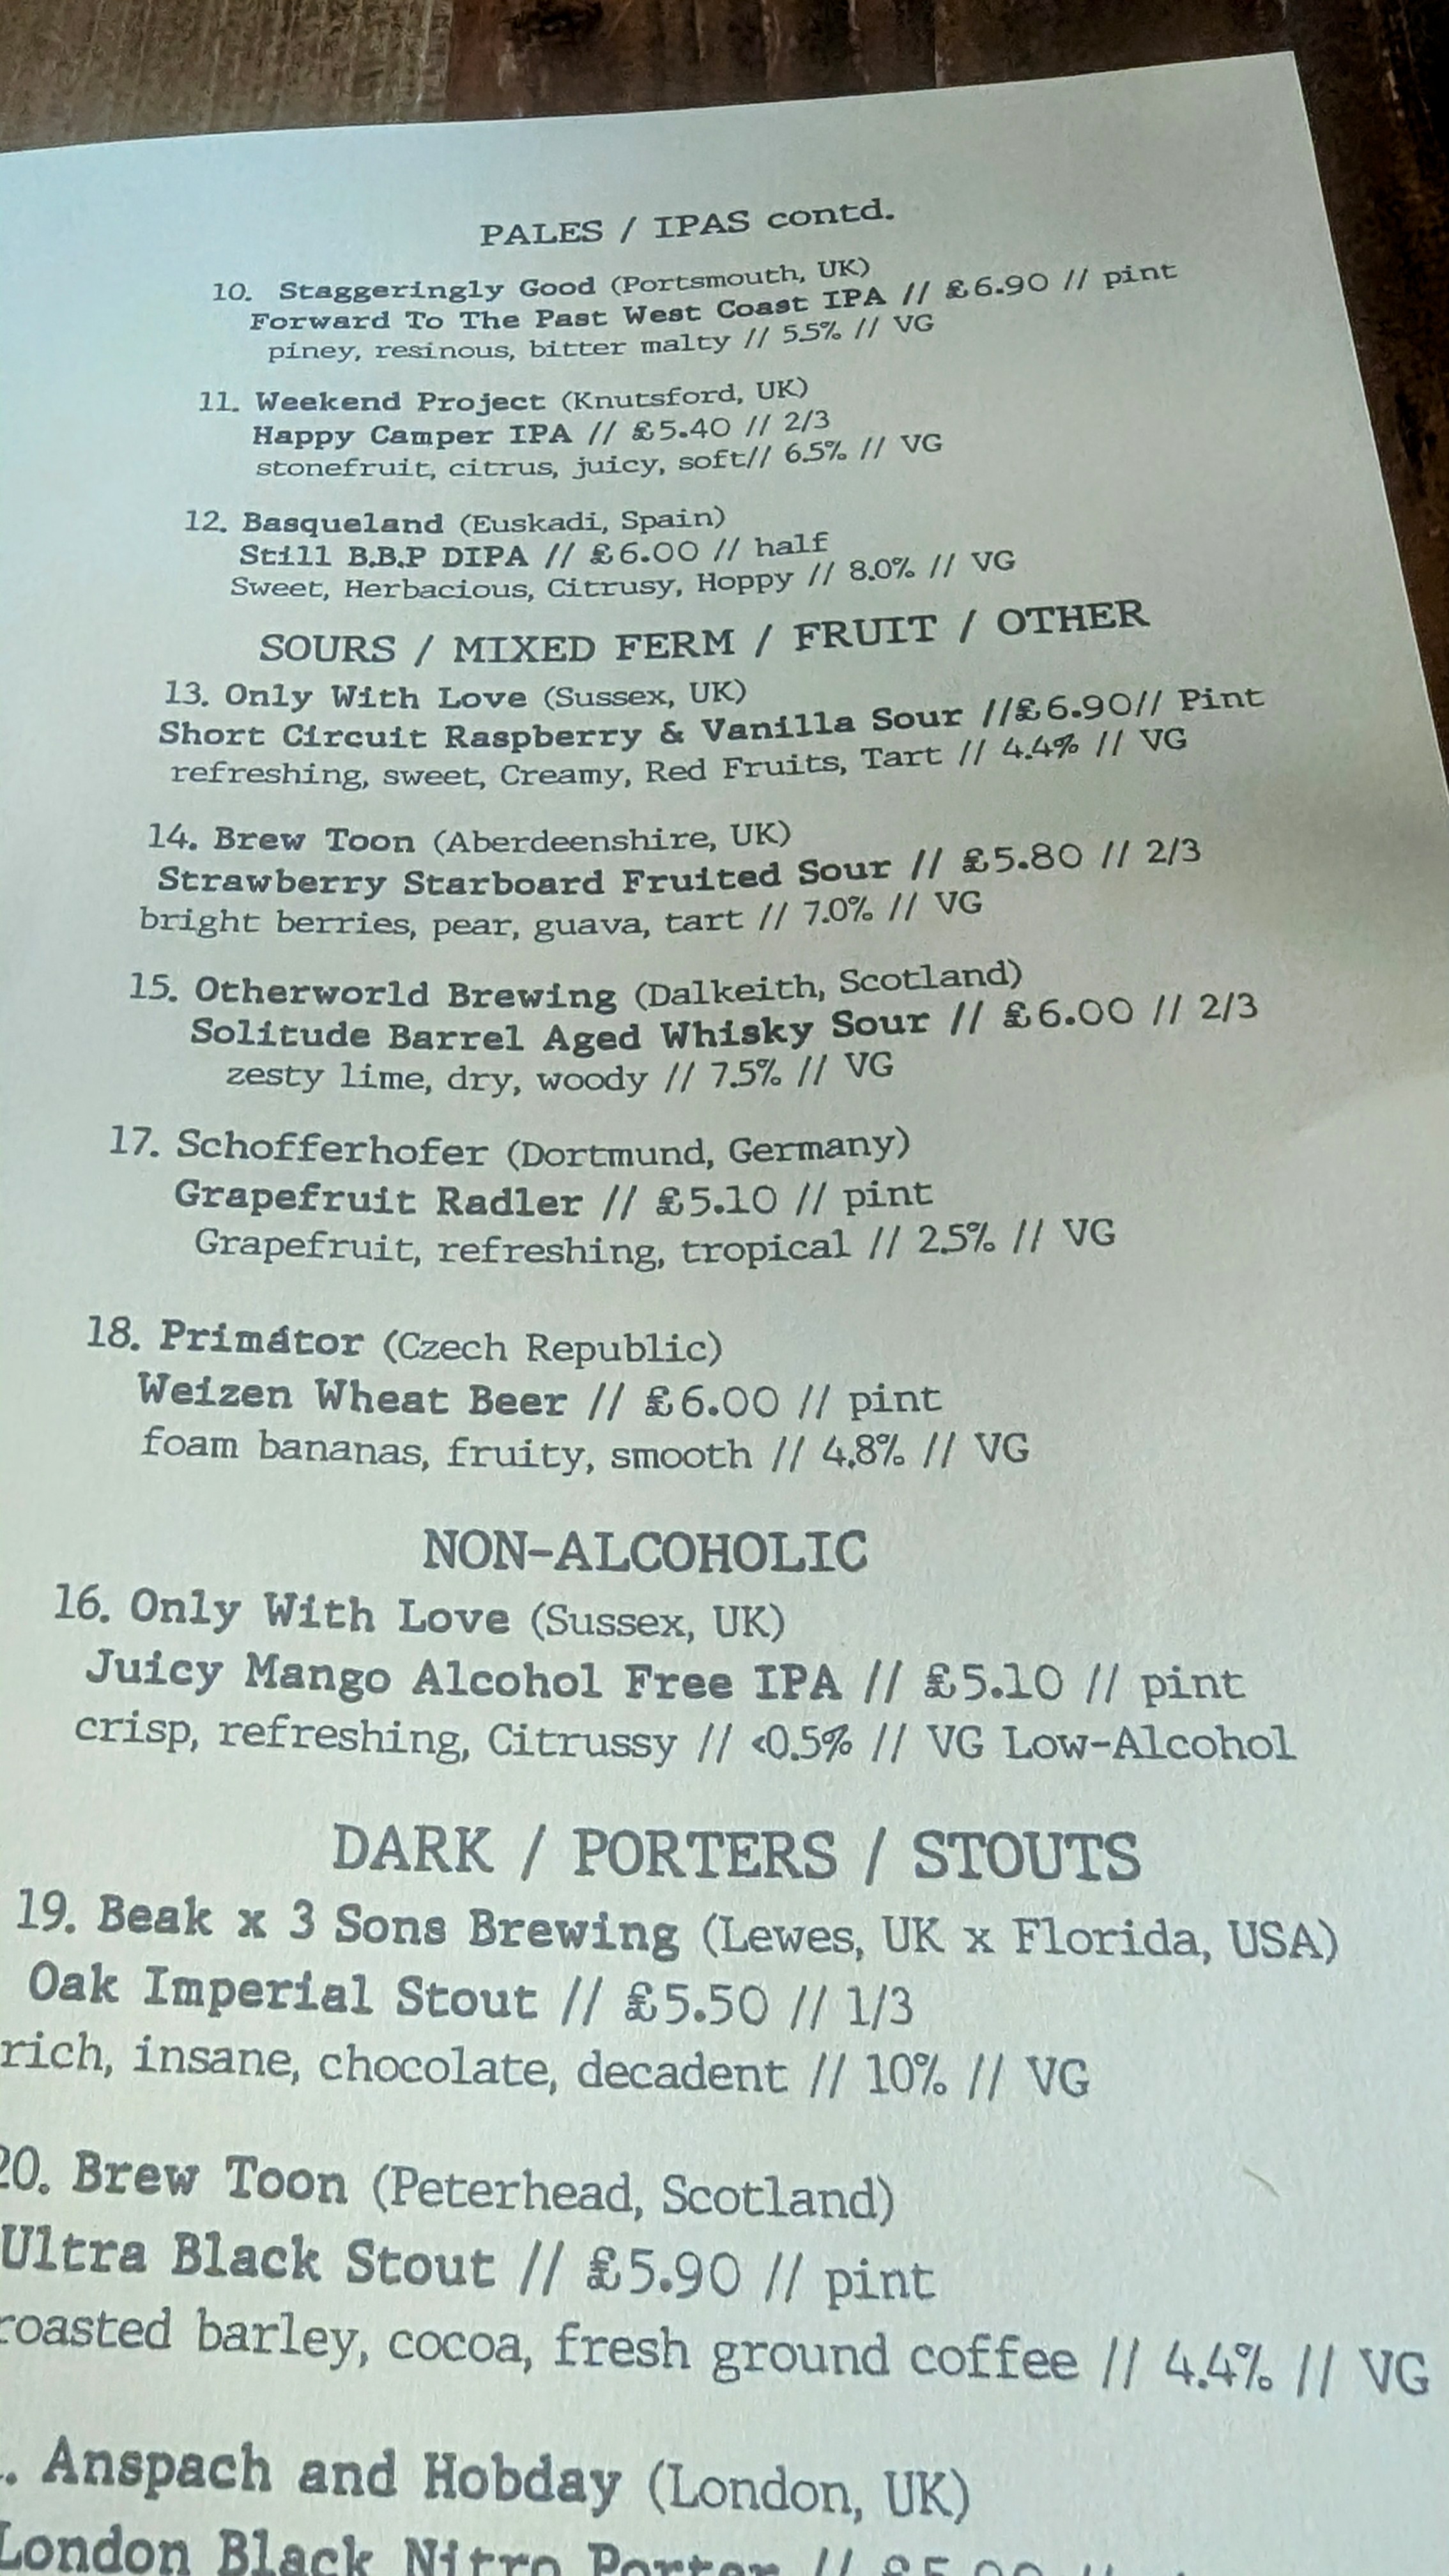 PALES / IPAS contd.
10. Staggeringly Good (Portsmouth, UK)
Forward To The Past West Coast IPA // £6.90 // pint
piney, resinous, bitter malty // 5.5% // VG
11. Weekend Project (Knutsford, UK)
Happy Camper IPA // £5.40 // 2/3
stonefruit, citrus, juicy, soft// 6.5% // VG
12. Basqueland (Euskadi, Spain)
Still B.B.P DIPA // £6.00 // half
Sweet, Herbacious, Citrusy, Hoppy // 8.0% // VG
SOURS / MIXED FERM / FRUIT / OTHER
13. Only With Love (Sussex, UK)
Short Circuit Raspberry & Vanilla Sour //£6.90// Pint
refreshing, sweet, Creamy, Red Fruits, Tart // 4.4% // VG
14. Brew Toon (Aberdeenshire, UK)
Strawberry Starboard Fruited Sour // £5.80 // 2/3
bright berries, pear, guava, tart // 7.0% // VG
15. Otherworld Brewing (Dalkeith, Scotland)
Solitude Barrel Aged Whisky Sour // £6.00 // 2/3
zesty lime, dry, woody // 7.5% // VG
17. Schofferhofer (Dortmund, Germany)
Grapefruit Radler // £5.10 // pint
Grapefruit, refreshing, tropical // 2.5% // VG
18. Primátor (Czech Republic)
Weizen Wheat Beer // £6.00 // pint
foam bananas, fruity, smooth // 4.8% // VG
NON-ALCOHOLIC
16. Only With Love (Sussex, UK)
Juicy Mango Alcohol Free IPA // £5.10 // pint
crisp, refreshing, Citrussy // <0.5% // VG Low-Alcohol
DARK / PORTERS / STOUTS
19. Beak x 3 Sons Brewing (Lewes, UK x Florida, USA)
Oak Imperial Stout // £5.50 // 1/3
rich, insane, chocolate, decadent // 10% // VG
20. Brew Toon (Peterhead, Scotland)
Ultra Black Stout // £5.90 // pint
roasted barley, cocoa, fresh ground coffee // 4.4% // VG
. Anspach and Hobday (London, UK)
London Black Nitro Porter //